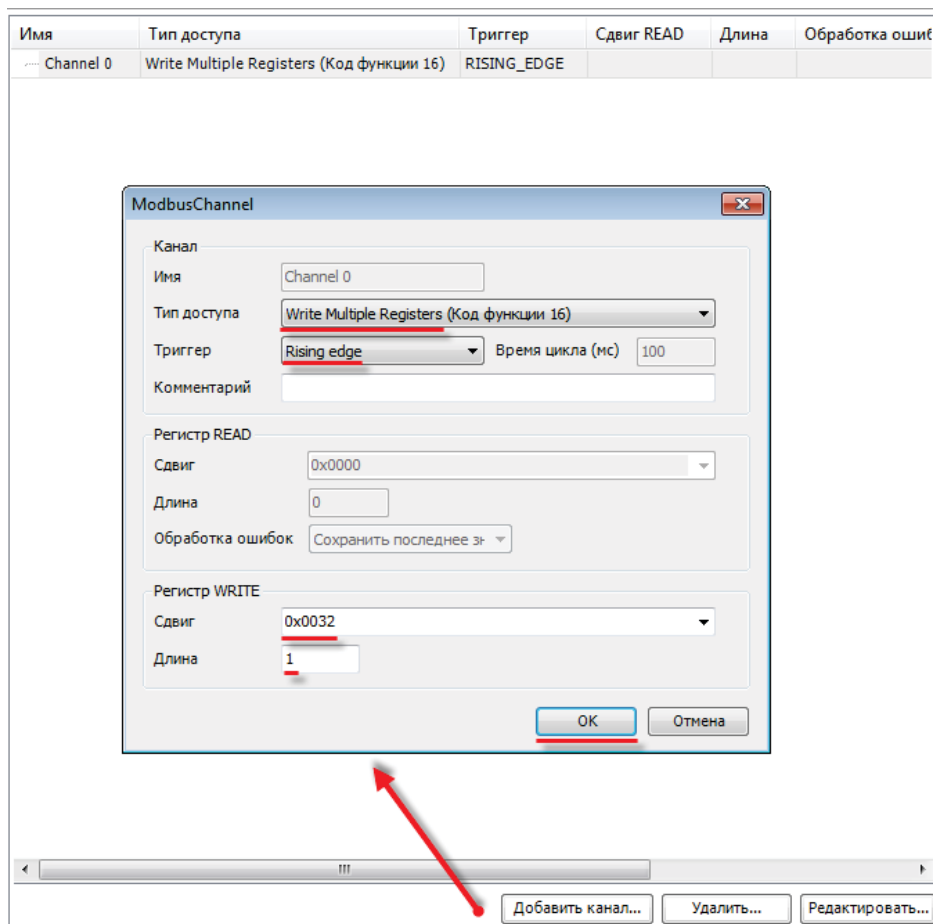 Имя Тип доступа Триггер Сдвиг READ Длина Обработка ошиб
Channel 0 Write Multiple Registers (Код функции 16) RISING_EDGE
ModbusChannel
Канал
Имя Channel 0
Тип доступа Write Multiple Registers (Код функции 16)
Триггер Rising edge Время цикла (мс) 100
Комментарий
Регистр READ
Сдвиг 0x0000
Длина 0
Обработка ошибок Сохранить последнее зн
Регистр WRITE
Сдвиг 0x0032
Длина 1
OK Отмена
Добавить канал... Удалить... Редактировать...